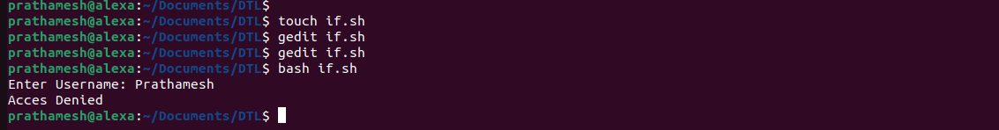 prathamesh@alexa:~/Documents/DTL$
prathamesh@alexa:~/Documents/DTL$ touch if.sh
prathamesh@alexa:~/Documents/DTL$ gedit if.sh
prathamesh@alexa:~/Documents/DTL$ gedit if.sh
prathamesh@alexa:~/Documents/DTL$ bash if.sh
Enter Username: Prathamesh
Acces Denied
prathamesh@alexa:~/Documents/DTL$